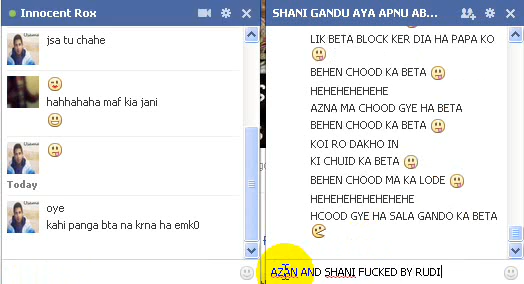 Innocent Rox
jsa tu chahe
hahhahaha maf kia jani
Today
oye
kahi panga bta na krna ha emk0
SHANI GANDU AYA APNU AB...
LIK BETA BLOCK KER DIA HA PAPA KO
BEHEN CHOOD KA BETA
HEHEHEHEHEHE
AZNA MA CHOOD GYE HA BETA
BEHEN CHOOD KA BETA
KOI RO DAKHO IN
KI CHUID KA BETA
BEHEN CHOOD MA KA LODE
HEHEHEHEHEHEHE
HCOOD GYE HA SALA GANDO KA BETA
AZAN AND SHANI FUCKED BY RUDI